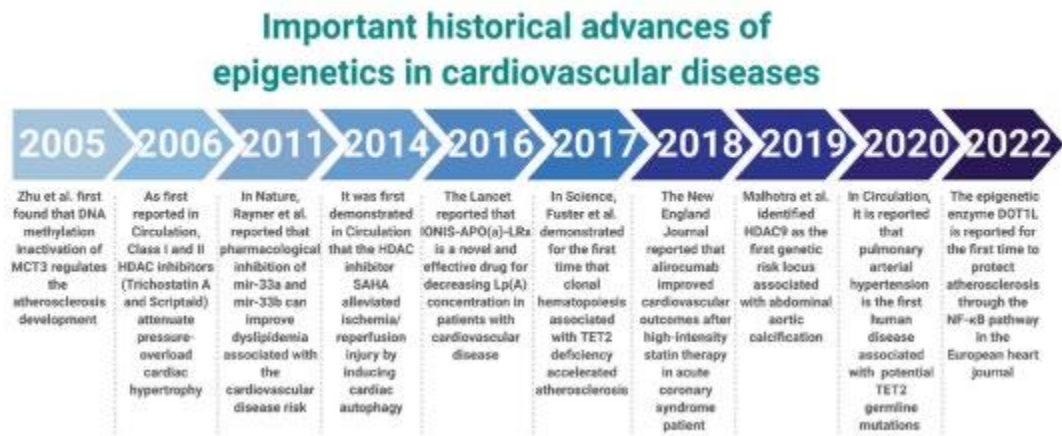 Important historical advances of
epigenetics in cardiovascular diseases
2005
2006
2011
2014
2016
2017
2018
2019
2020
2022
Zhu et al. first
found that DNA
methylation
inactivation of
MCT3 regulates
the
atherosclerosis
development
As first
reported in
Circulation,
Class I and II
HDAC inhibitors
(Trichostatin A
and Scriptaid)
attenuate
pressure-
overload
cardiac
hypertrophy
In Nature,
Rayner et al.
reported that
pharmacological
inhibition of
mir-33a and
mir-33b can
improve
dyslipidemia
associated with
the
cardiovascular
disease risk
It was first
demonstrated
in Circulation
that the HDAC
inhibitor
SAHA
alleviated
ischemia/
reperfusion
injury by
inducing
cardiac
autophagy
The Lancet
reported that
IONIS-APO(a)-LRx
is a novel and
effective drug for
decreasing Lp(A)
concentration in
patients with
cardiovascular
disease
In Science,
Fuster et al.
demonstrated
for the first
time that
clonal
hematopoiesis
associated
with TET2
deficiency
accelerated
atherosclerosis
The New
England
Journal
reported that
alirocumab
improved
cardiovascular
outcomes after
high-intensity
statin therapy
in acute
coronary
syndrome
patient
Malhotra et al.
identified
HDAC9 as the
first genetic
risk locus
associated
with abdominal
aortic
calcification
In Circulation,
it is reported
that
pulmonary
arterial
hypertension
is the first
human
disease
associated
with potential
TET2
germline
mutations
The epigenetic
enzyme DOT1L
is reported for
the first time to
protect
atherosclerosis
through the
NF-κB pathway
in the
European heart
journal